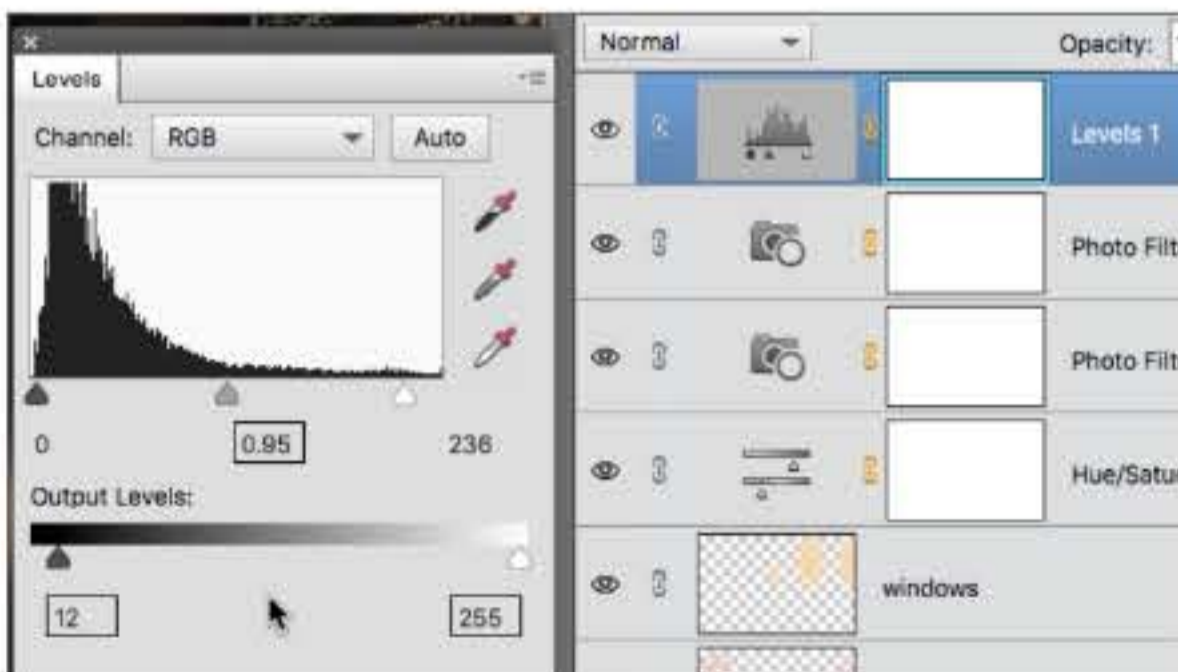 Levels
Channel: RGB Auto
0 0.95 236
Output Levels:
12 255
Normal Opacity:
Levels 1
Photo Filt
Photo Filt
Hue/Satu
windows